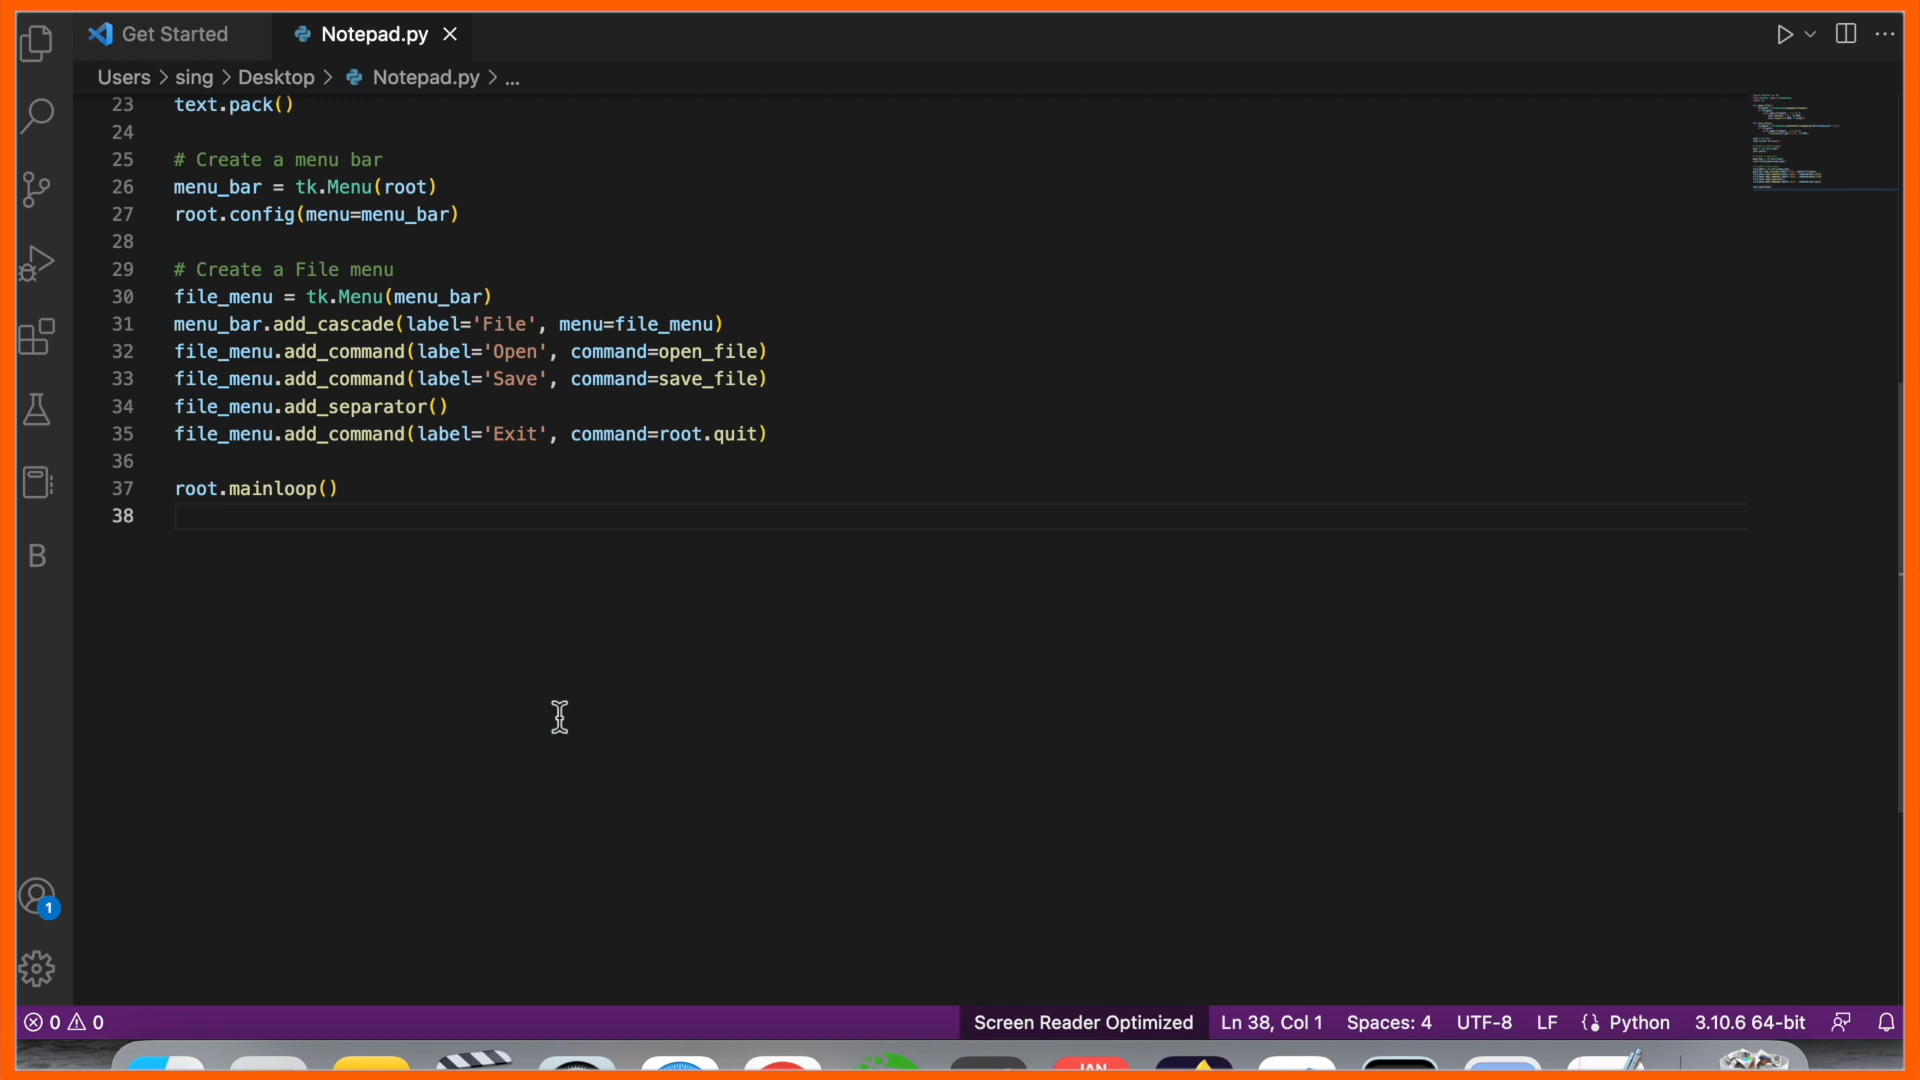 Get Started
Notepad.py
Users > sing > Desktop > Notepad.py > ...
23 text.pack()
24
25 # Create a menu bar
26 menu_bar = tk.Menu(root)
27 root.config(menu=menu_bar)
28
29 # Create a File menu
30 file_menu = tk.Menu(menu_bar)
31 menu_bar.add_cascade(label='File', menu=file_menu)
32 file_menu.add_command(label='Open', command=open_file)
33 file_menu.add_command(label='Save', command=save_file)
34 file_menu.add_separator()
35 file_menu.add_command(label='Exit', command=root.quit)
36
37 root.mainloop()
38
B
1
0 0
Screen Reader Optimized
Ln 38, Col 1
Spaces: 4
UTF-8
LF
Python
3.10.6 64-bit
JAN